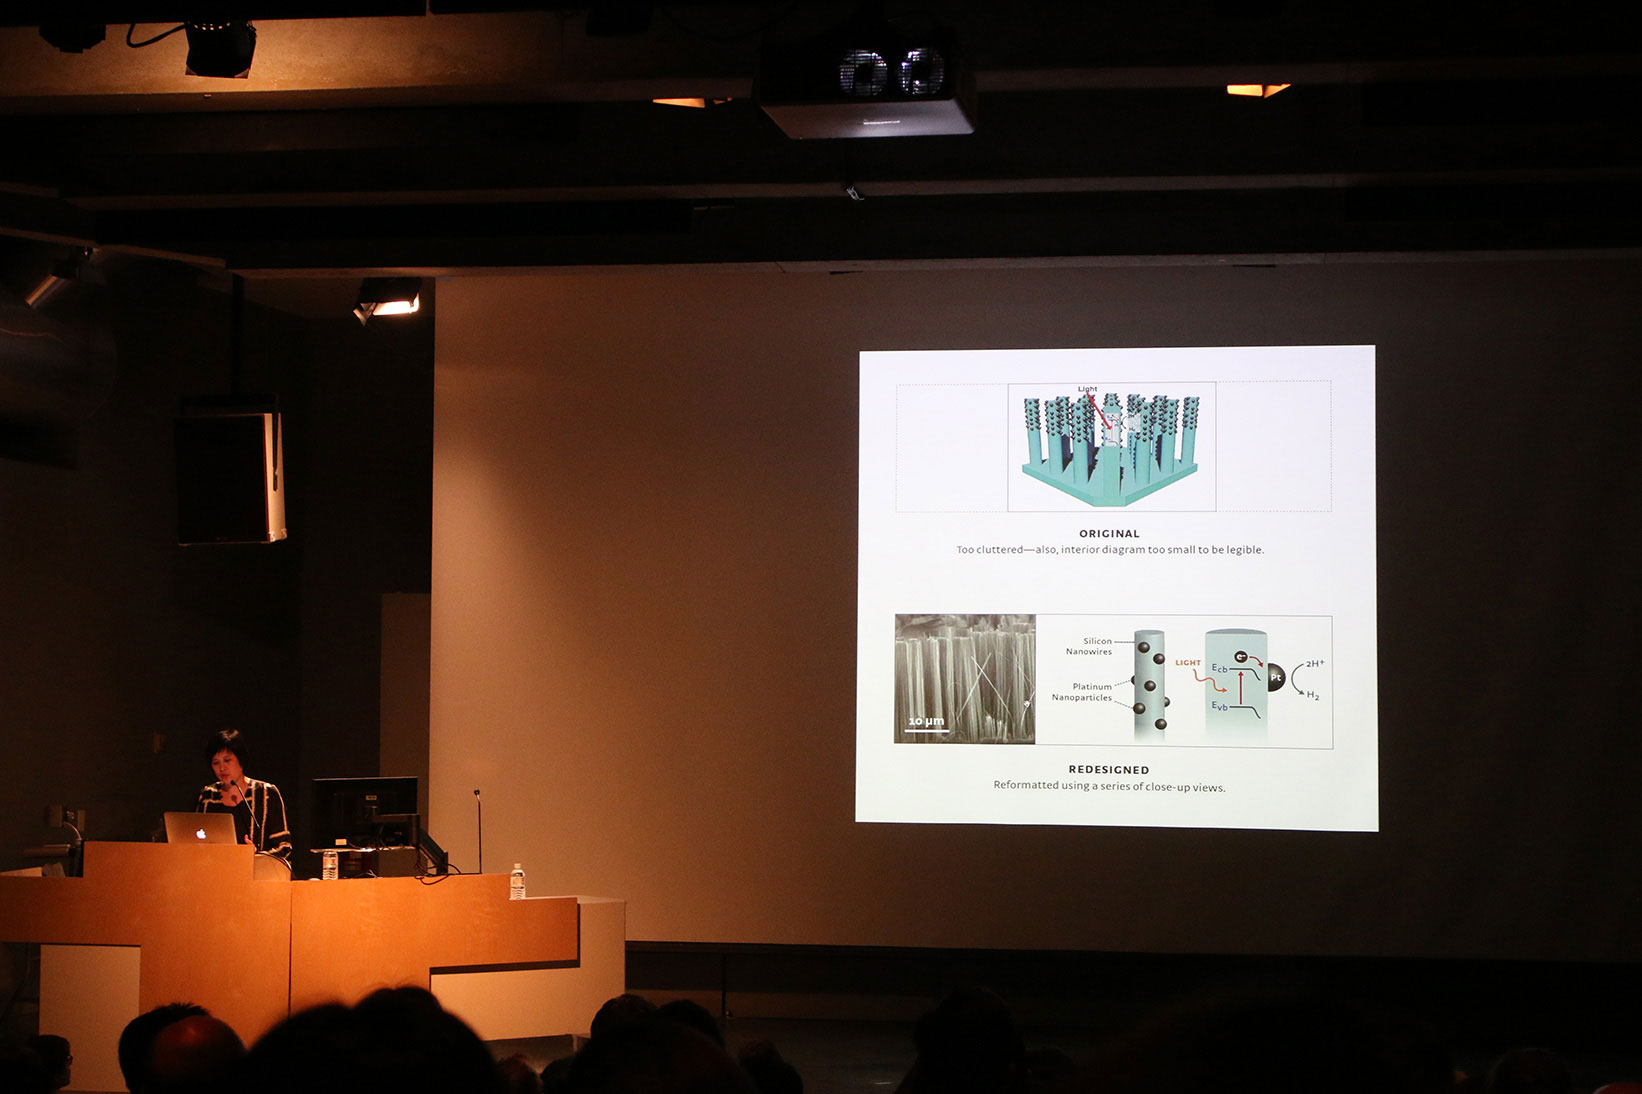 Light
ORIGINAL
Too cluttered—also, interior diagram too small to be legible.
Silicon
Nanowires
Platinum
Nanoparticles
10 µm
LIGHT
e-
Ecb
Evb
Pt
2H+
H2
REDESIGNED
Reformatted using a series of close-up views.